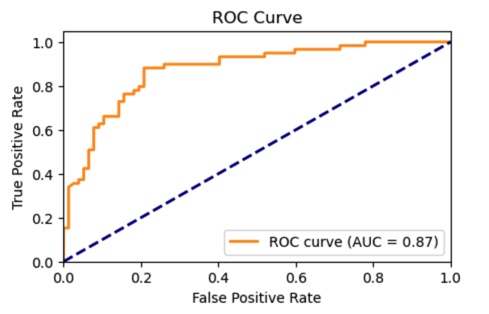 ROC Curve
1.0
0.8
0.6
0.4
0.2
0.0
True Positive Rate
ROC curve (AUC = 0.87)
0.0 0.2 0.4 0.6 0.8 1.0
False Positive Rate